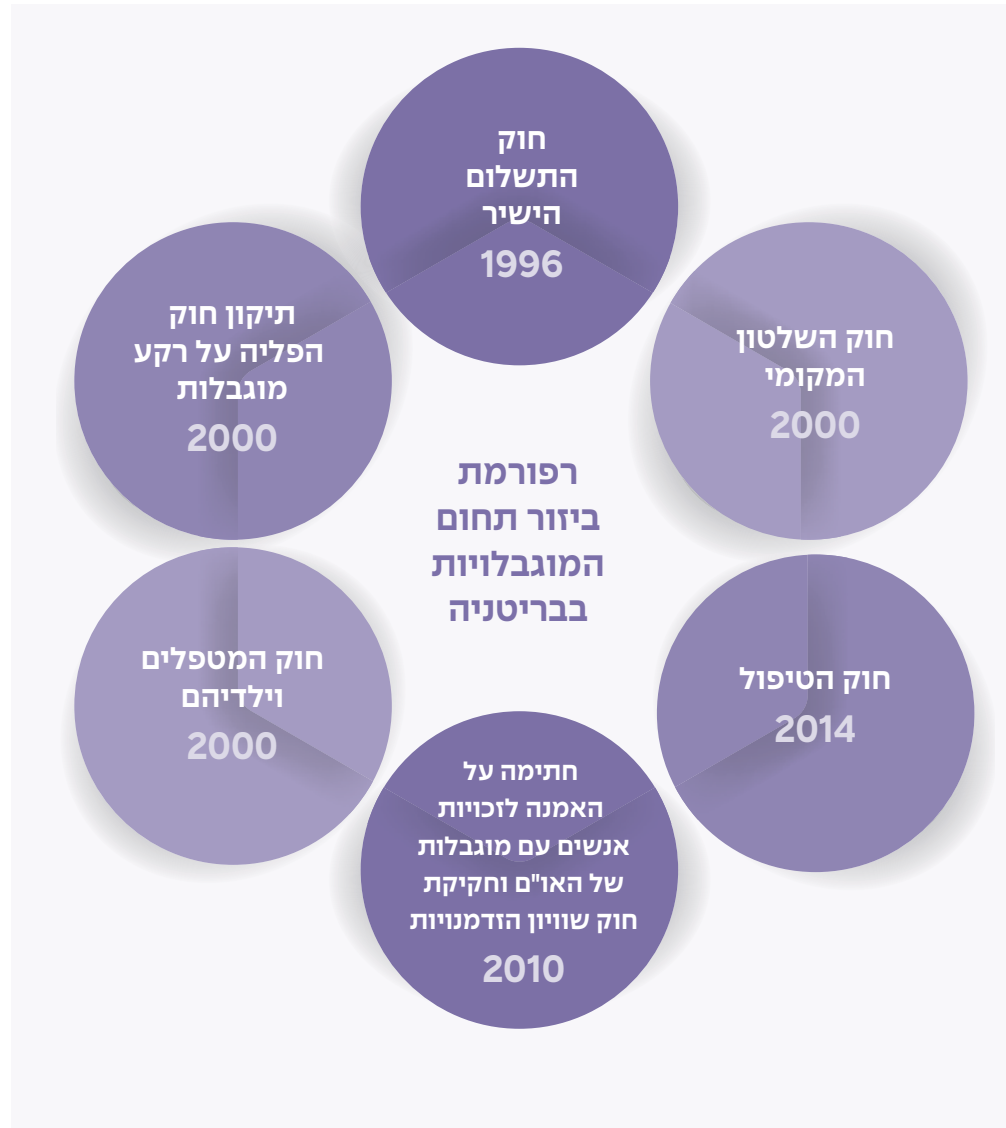 חוק
התשלום
הישיר
1996
חוק השלטון
המקומי
2000
חוק הטיפול
2014
חתימה על
האמנה לזכויות
אנשים עם מוגבלות
של האו"ם וחקיקת
חוק שוויון הזדמנויות
2010
חוק המטפלים
וילדיהם
2000
תיקון חוק
הפליה על רקע
מוגבלות
2000
רפורמת
ביזור תחום
המוגבלויות
בבריטניה